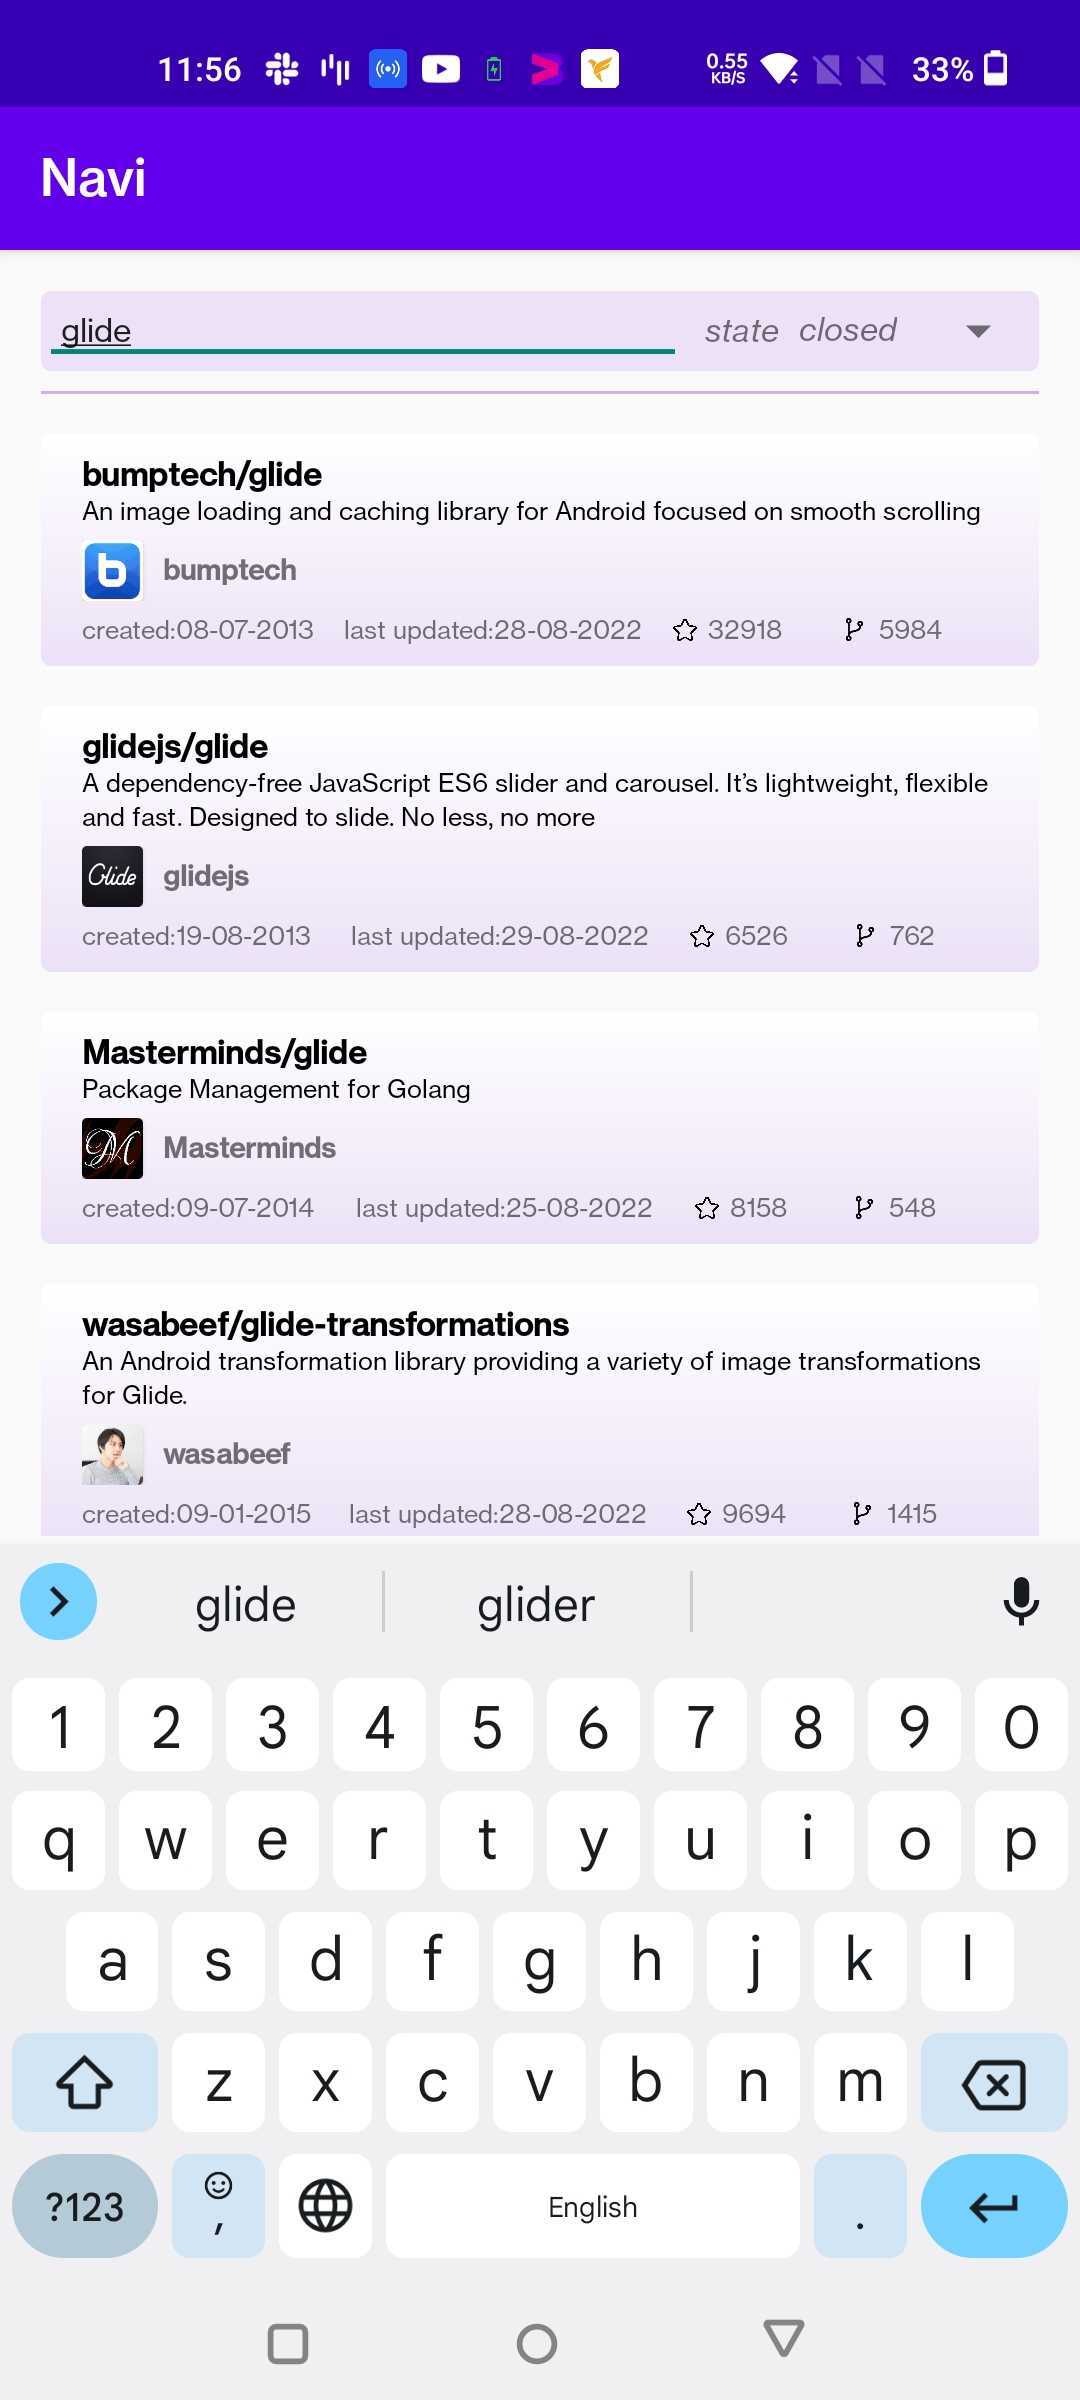 11:56 0.55 KB/S 33%
Navi
glide state closed
bumptech/glide
An image loading and caching library for Android focused on smooth scrolling
b bumptech
created:08-07-2013 last updated:28-08-2022 32918 5984
glidejs/glide
A dependency-free JavaScript ES6 slider and carousel. It’s lightweight, flexible
and fast. Designed to slide. No less, no more
Glide glidejs
created:19-08-2013 last updated:29-08-2022 6526 762
Masterminds/glide
Package Management for Golang
M Masterminds
created:09-07-2014 last updated:25-08-2022 8158 548
wasabeef/glide-transformations
An Android transformation library providing a variety of image transformations
for Glide.
wasabeef
created:09-01-2015 last updated:28-08-2022 9694 1415
glide glider
1 2 3 4 5 6 7 8 9 0
q w e r t y u i o p
a s d f g h j k l
z x c v b n m
?123 , English .